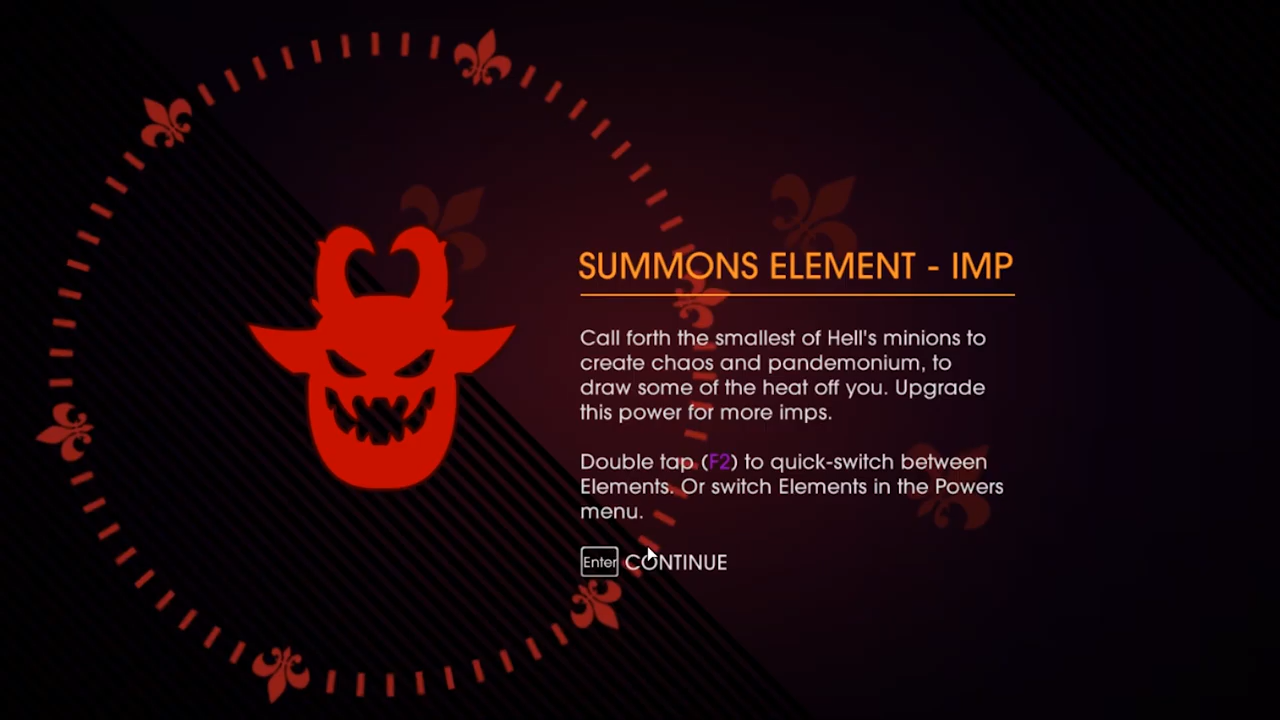 SUMMONS ELEMENT - IMP
Call forth the smallest of Hell's minions to
create chaos and pandemonium, to
draw some of the heat off you. Upgrade
this power for more imps.
Double tap (F2) to quick-switch between
Elements. Or switch Elements in the Powers
menu.
Enter CONTINUE